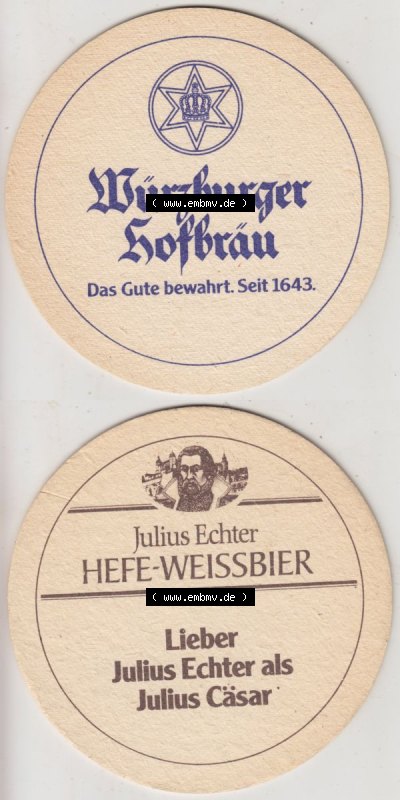 Würzburger
( www.embmv.de )
Hofbräu
Das Gute bewahrt. Seit 1643.
Julius Echter
HEFE-WEISSBIER
( www.embmv.de )
Lieber
Julius Echter als
Julius Cäsar